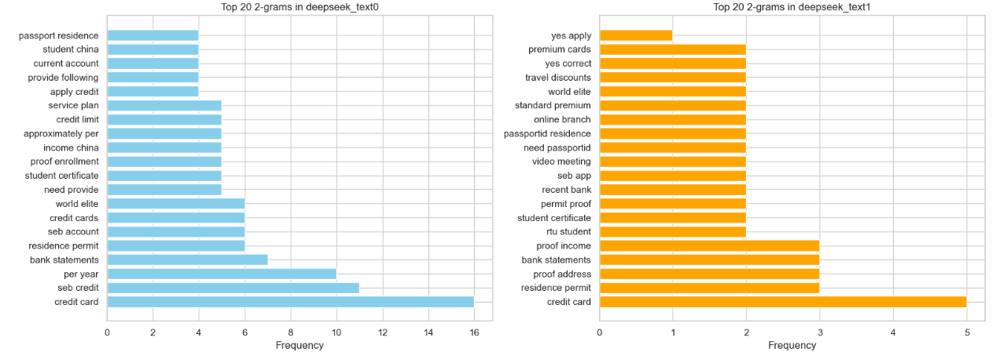 Top 20 2-grams in deepseek_text0
passport residence
student china
current account
provide following
apply credit
service plan
credit limit
approximately per
income china
proof enrollment
student certificate
need provide
world elite
credit cards
seb account
residence permit
bank statements
per year
seb credit
credit card
0 2 4 6 8 10 12 14 16
Frequency
Top 20 2-grams in deepseek_text1
yes apply
premium cards
yes correct
travel discounts
world elite
standard premium
online branch
passportid residence
need passportid
video meeting
seb app
recent bank
permit proof
student certificate
rtu student
proof income
bank statements
proof address
residence permit
credit card
0 1 2 3 4 5
Frequency